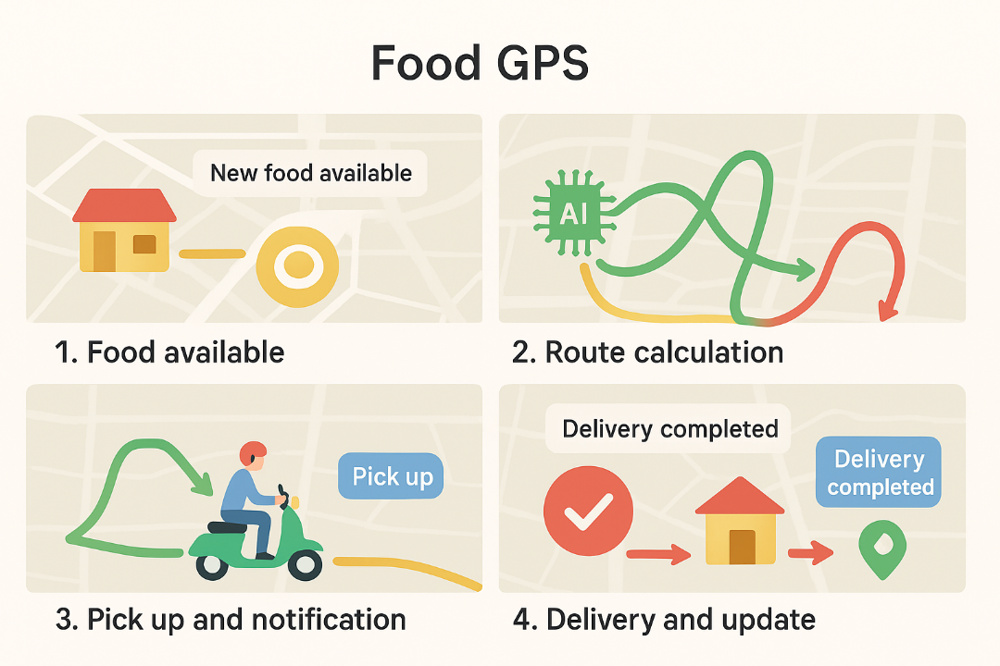 Food GPS
New food available
1. Food available
AI
2. Route calculation
Pick up
3. Pick up and notification
Delivery completed
Delivery
completed
4. Delivery and update